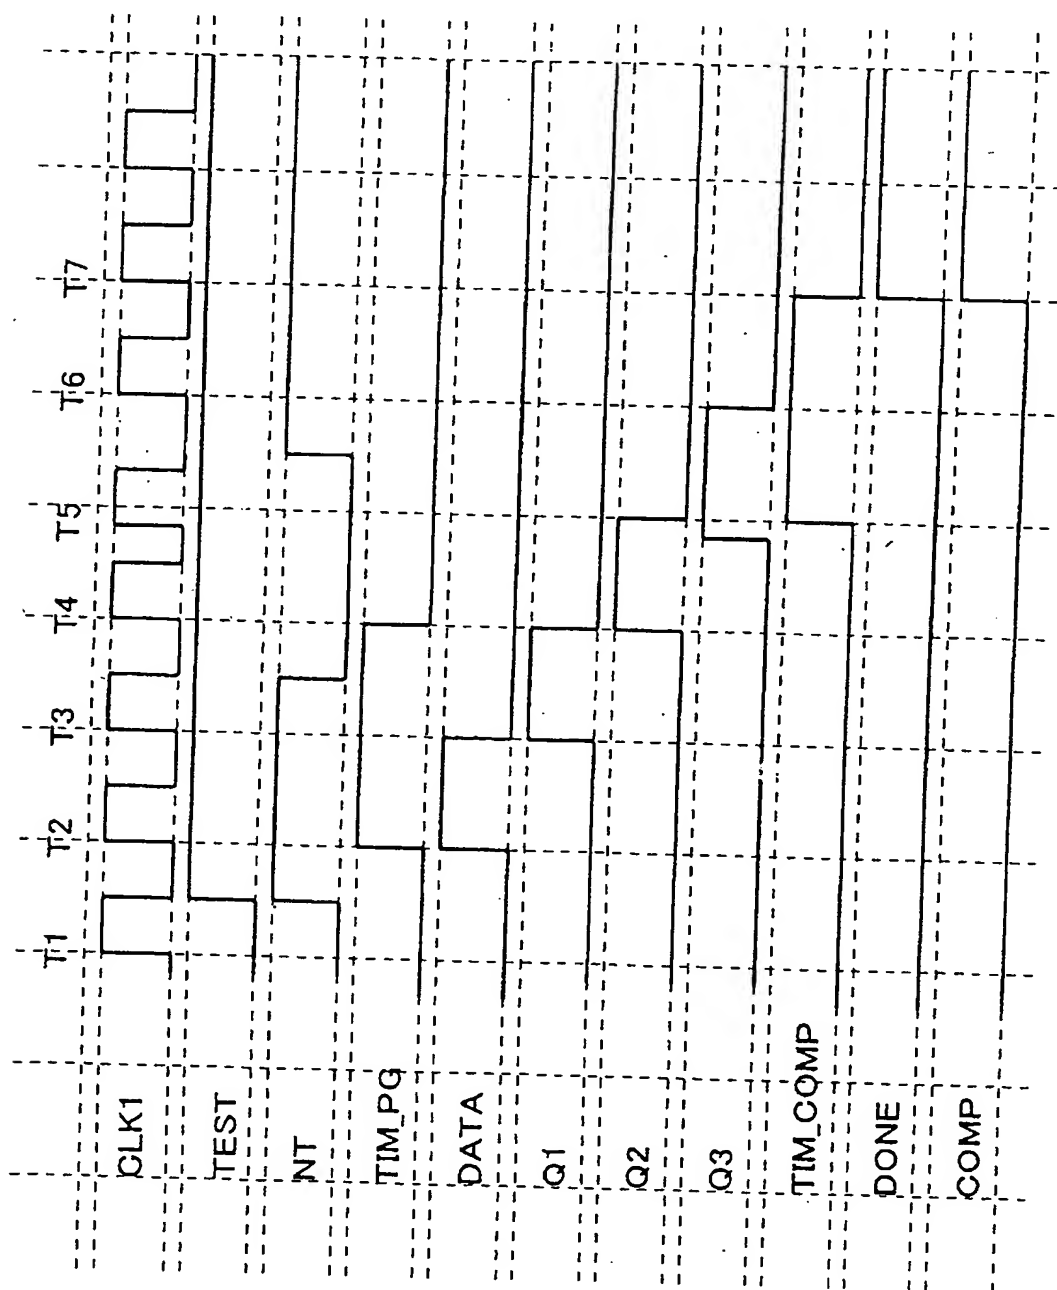 T1 T2 T3 T4 T5 T6 T7
CLK1
TEST
NT
TIM_PG
DATA
Q1
Q2
Q3
TIM_COMP
DONE
COMP